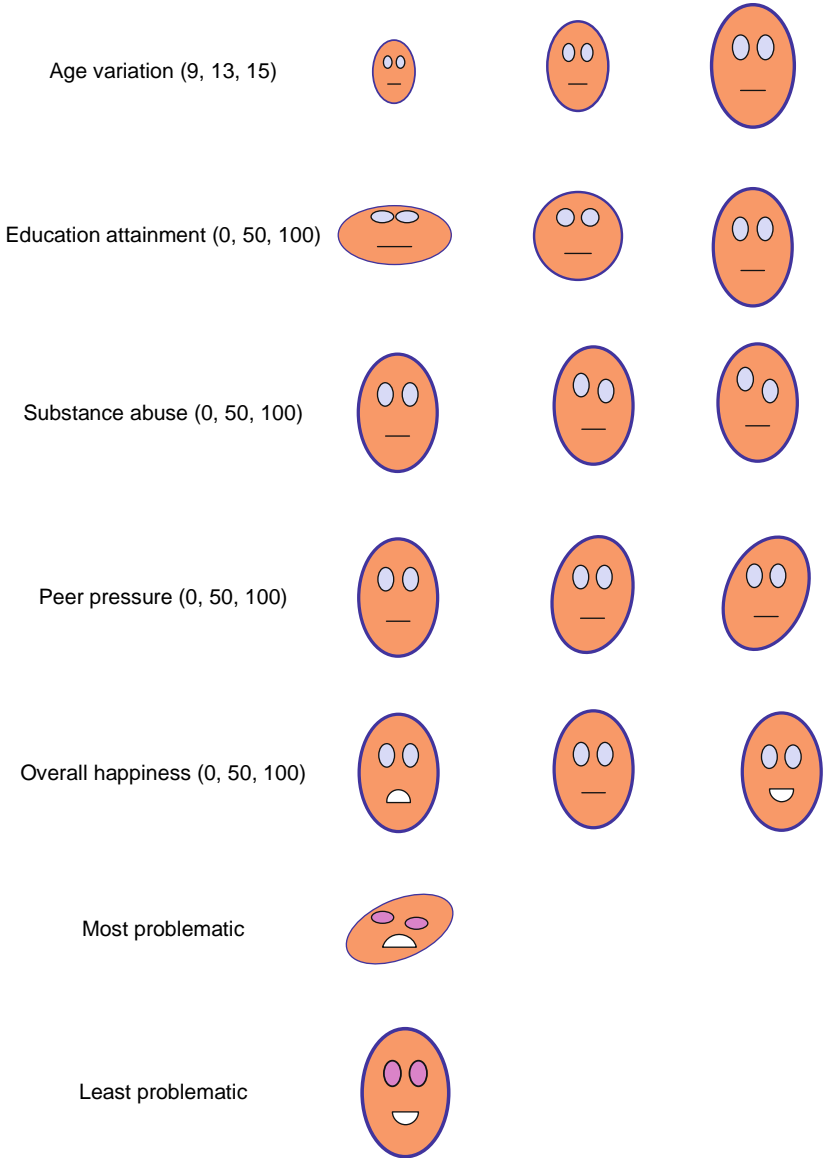 Age variation (9, 13, 15)
Education attainment (0, 50, 100)
Substance abuse (0, 50, 100)
Peer pressure (0, 50, 100)
Overall happiness (0, 50, 100)
Most problematic
Least problematic